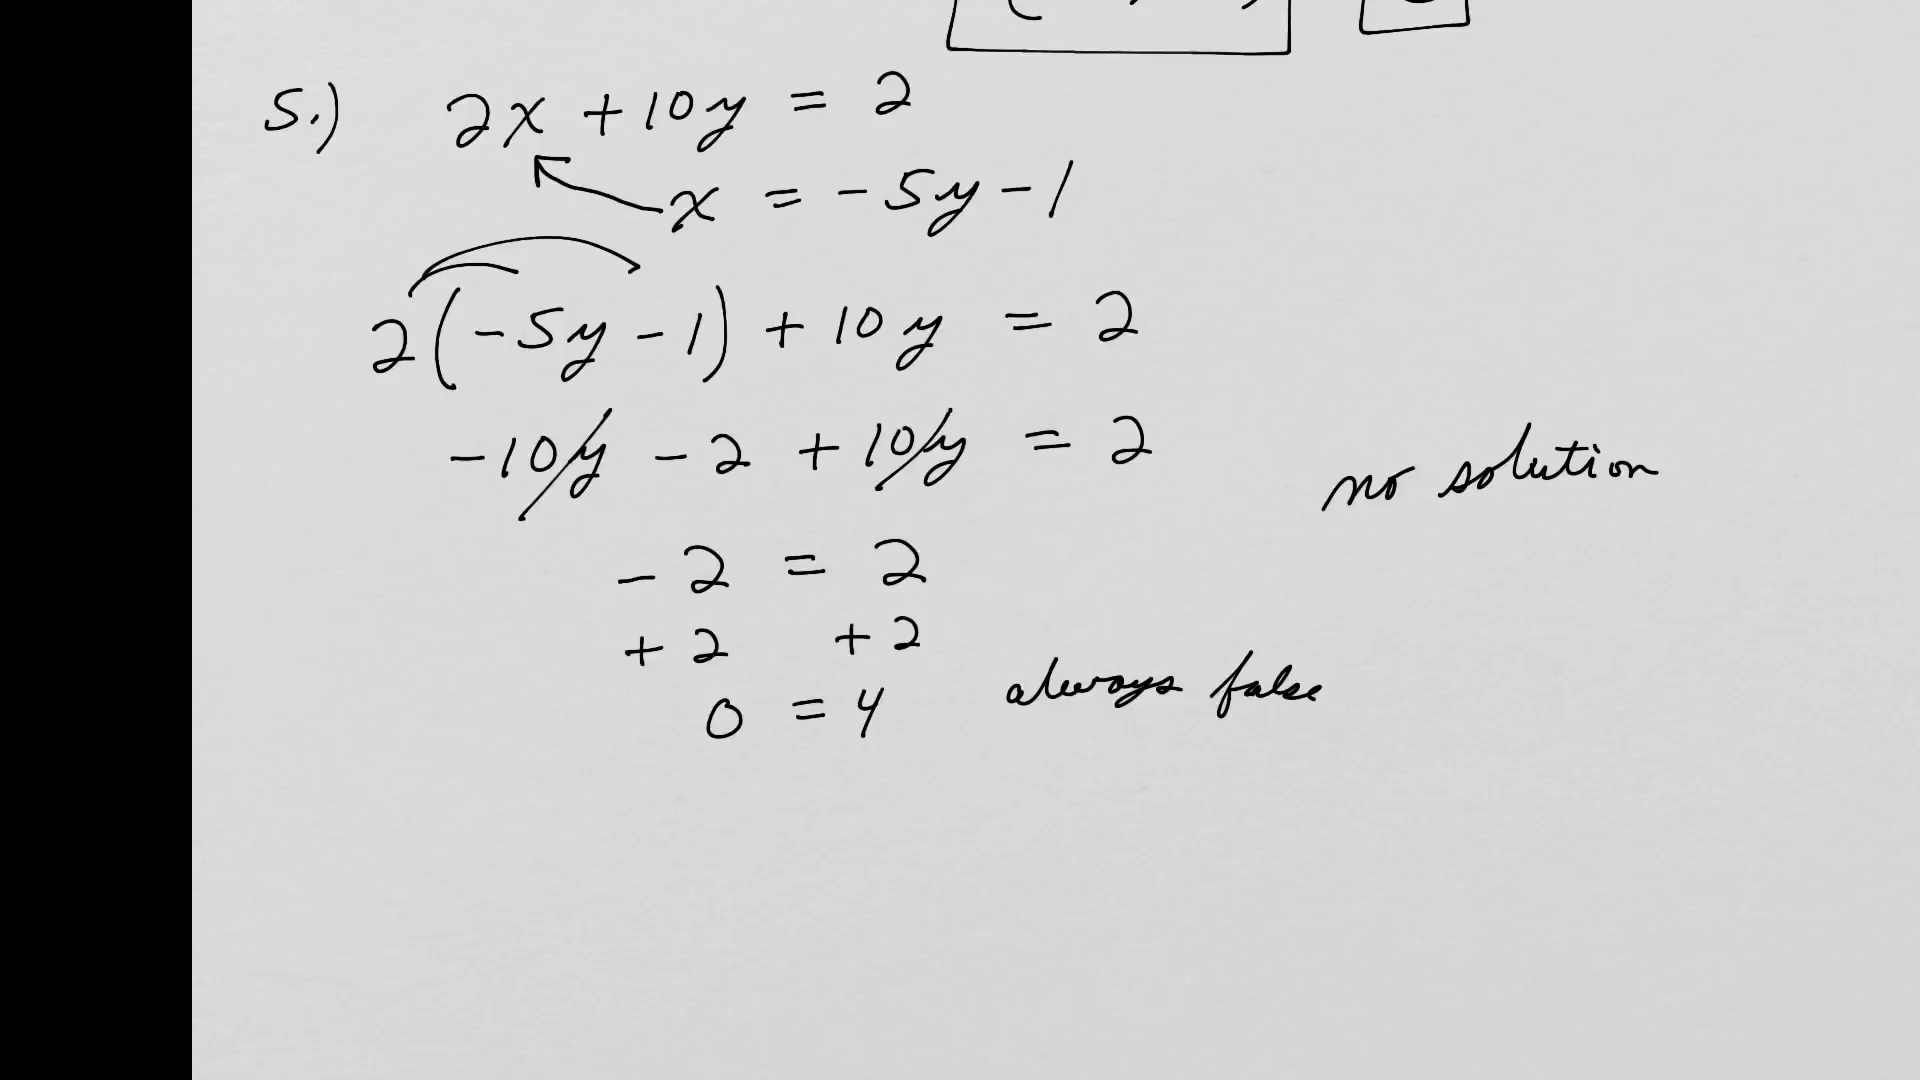 5.) 2x + 10y = 2
x = -5y - 1
2(-5y - 1) + 10y = 2
-10y - 2 + 10y = 2
no solution
-2 = 2
+2 +2
0 = 4 always false